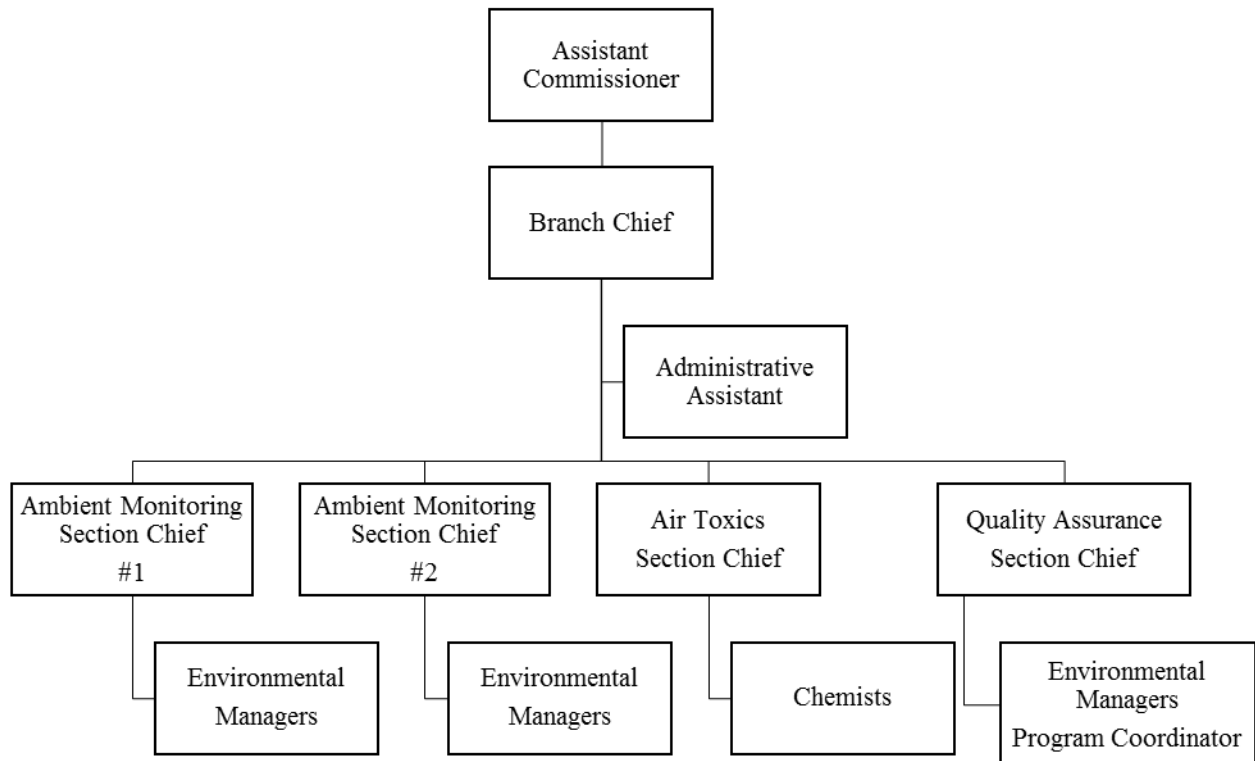 Assistant
Commissioner
Branch Chief
Administrative
Assistant
Ambient Monitoring
Section Chief
#1
Ambient Monitoring
Section Chief
#2
Air Toxics
Section Chief
Quality Assurance
Section Chief
Environmental
Managers
Environmental
Managers
Chemists
Environmental
Managers
Program Coordinator